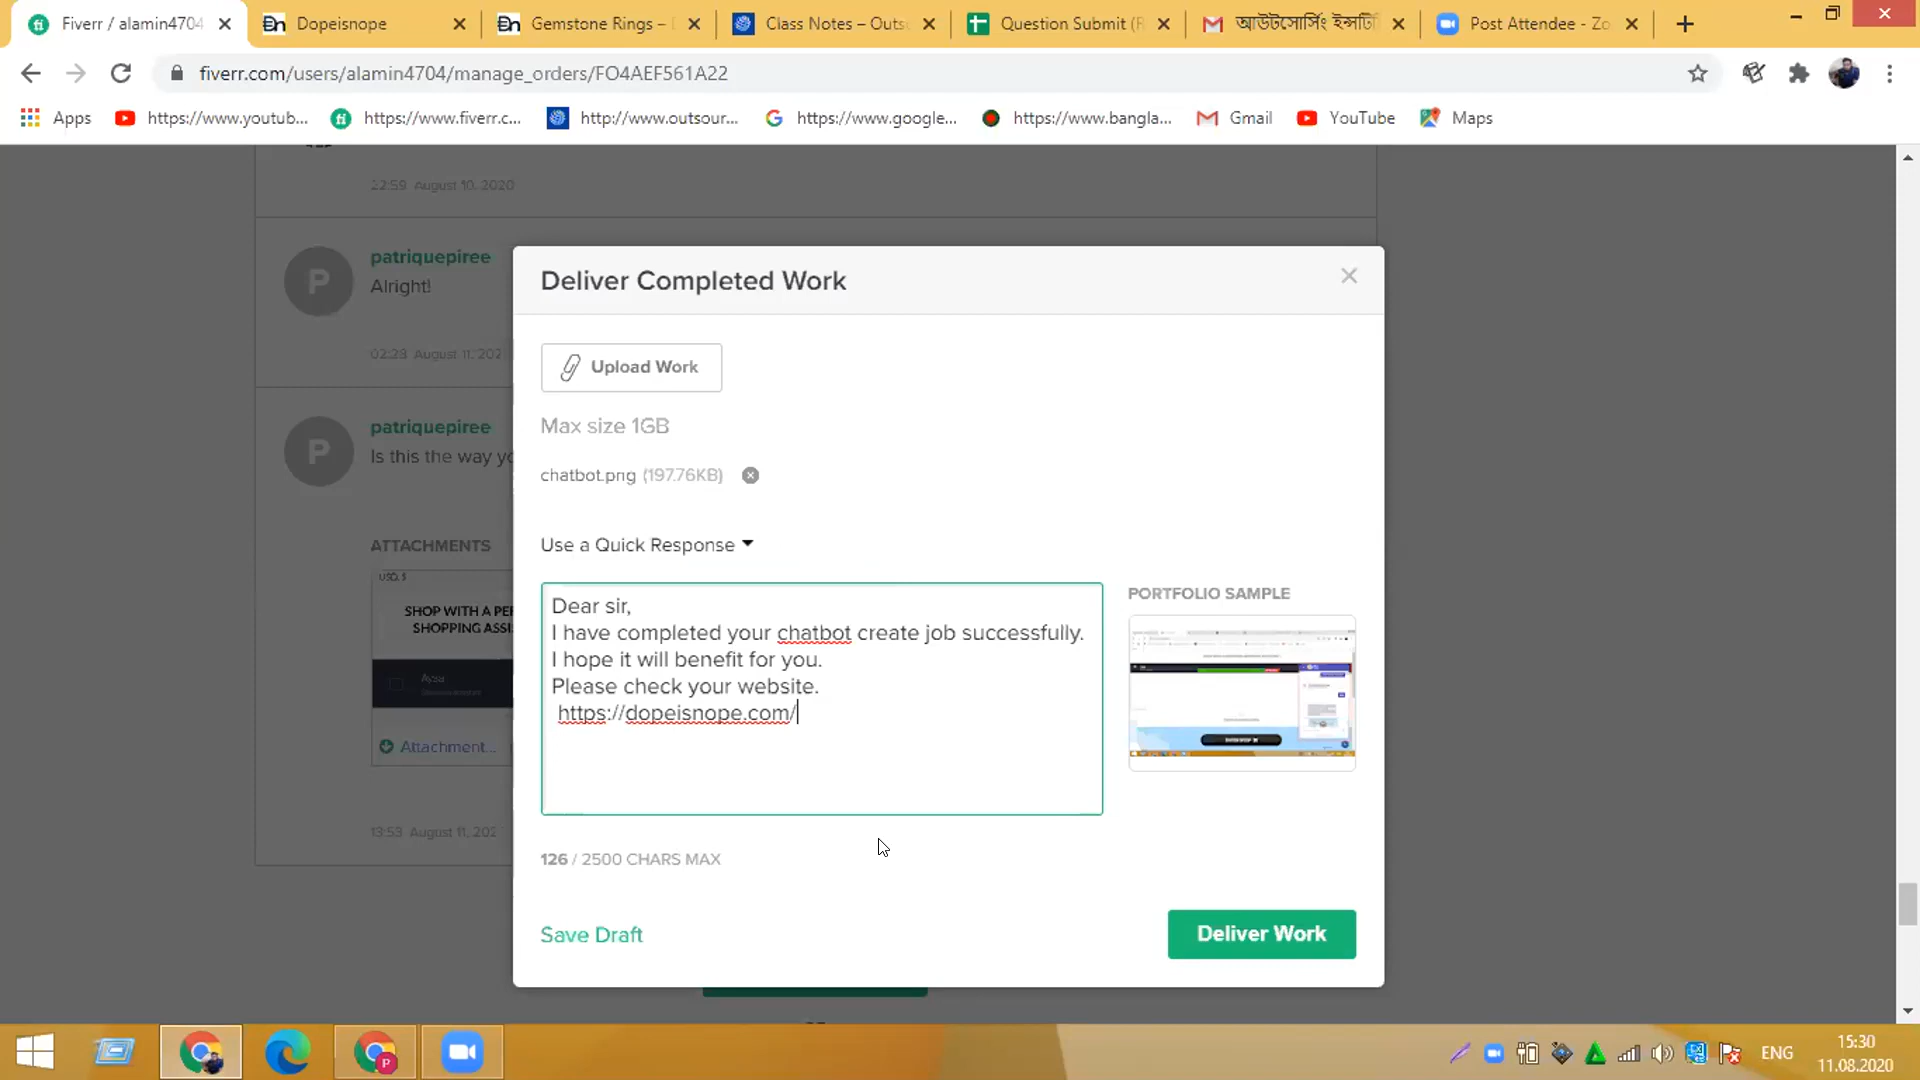 Fiverr / alamin4704
Dopeisnope
Gemstone Rings –
Class Notes – Outs
Question Submit (R
আউটসোর্সিং ইন্সটি
Post Attendee - Zo
fiverr.com/users/alamin4704/manage_orders/FO4AEF561A22
Apps
https://www.youtub...
https://www.fiverr.c...
http://www.outsour...
https://www.google...
https://www.bangla...
Gmail
YouTube
Maps
22:59 August 10, 2020
P
patriquepiree
Alright!
02:23 August 11, 202
P
patriquepiree
Is this the way yo
ATTACHMENTS
USD, $
SHOP WITH A PE
SHOPPING ASSI
Attachment...
13:53 August 11, 202
Deliver Completed Work
Upload Work
Max size 1GB
chatbot.png (197.76KB)
Use a Quick Response
Dear sir,
I have completed your chatbot create job successfully.
I hope it will benefit for you.
Please check your website.
https://dopeisnope.com/
PORTFOLIO SAMPLE
126 / 2500 CHARS MAX
Save Draft
Deliver Work
P
ENG
15:30
11.08.2020